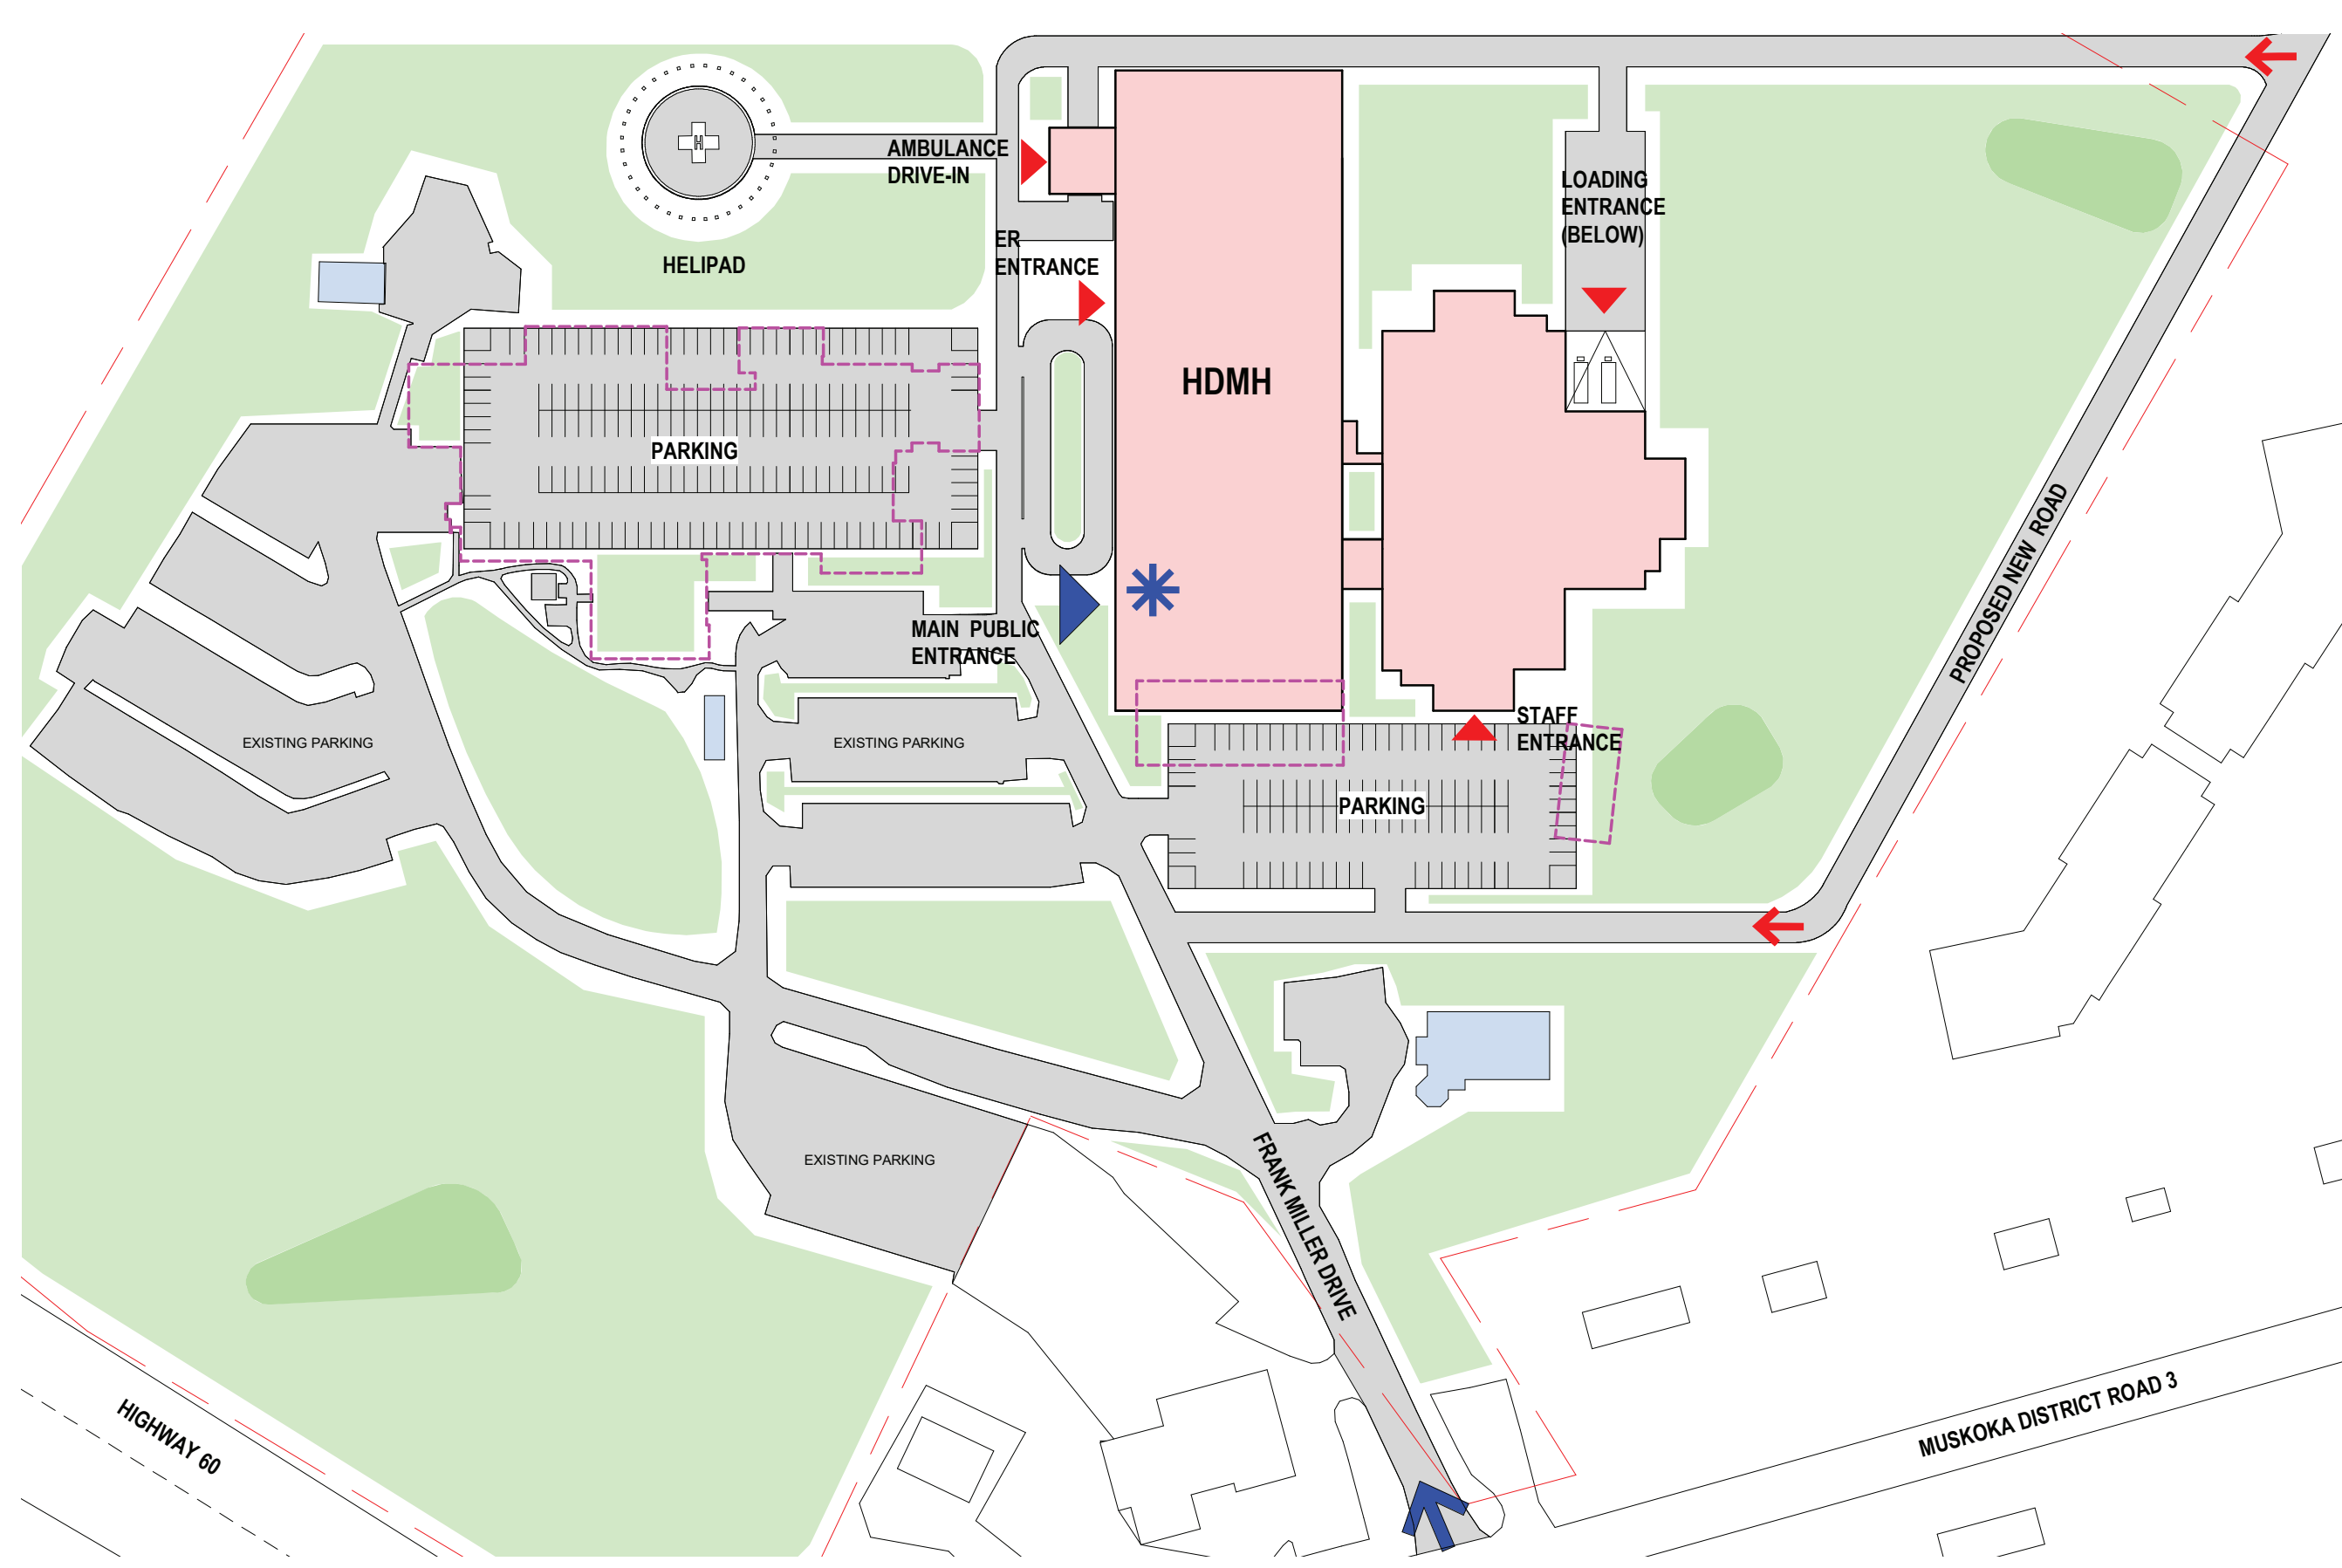 H
AMBULANCE
DRIVE-IN
HELIPAD
ER
ENTRANCE
LOADING
ENTRANCE
(BELOW)
HDMH
PARKING
PROPOSED NEW ROAD
MAIN PUBLIC
ENTRANCE
STAFF
ENTRANCE
EXISTING PARKING
EXISTING PARKING
PARKING
EXISTING PARKING
FRANK MILLER DRIVE
HIGHWAY 60
MUSKOKA DISTRICT ROAD 3